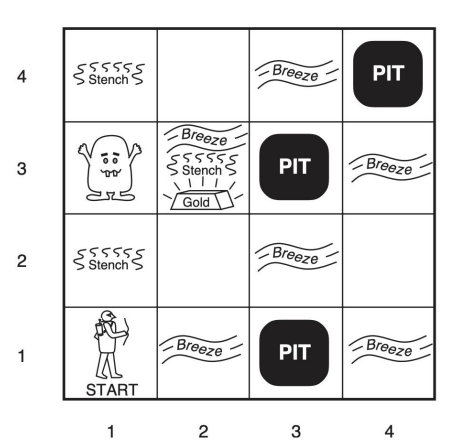 4
Stench
Breeze
PIT
3
Breeze
Stench
Gold
PIT
Breeze
2
Stench
Breeze
1
START
Breeze
PIT
Breeze
1 2 3 4